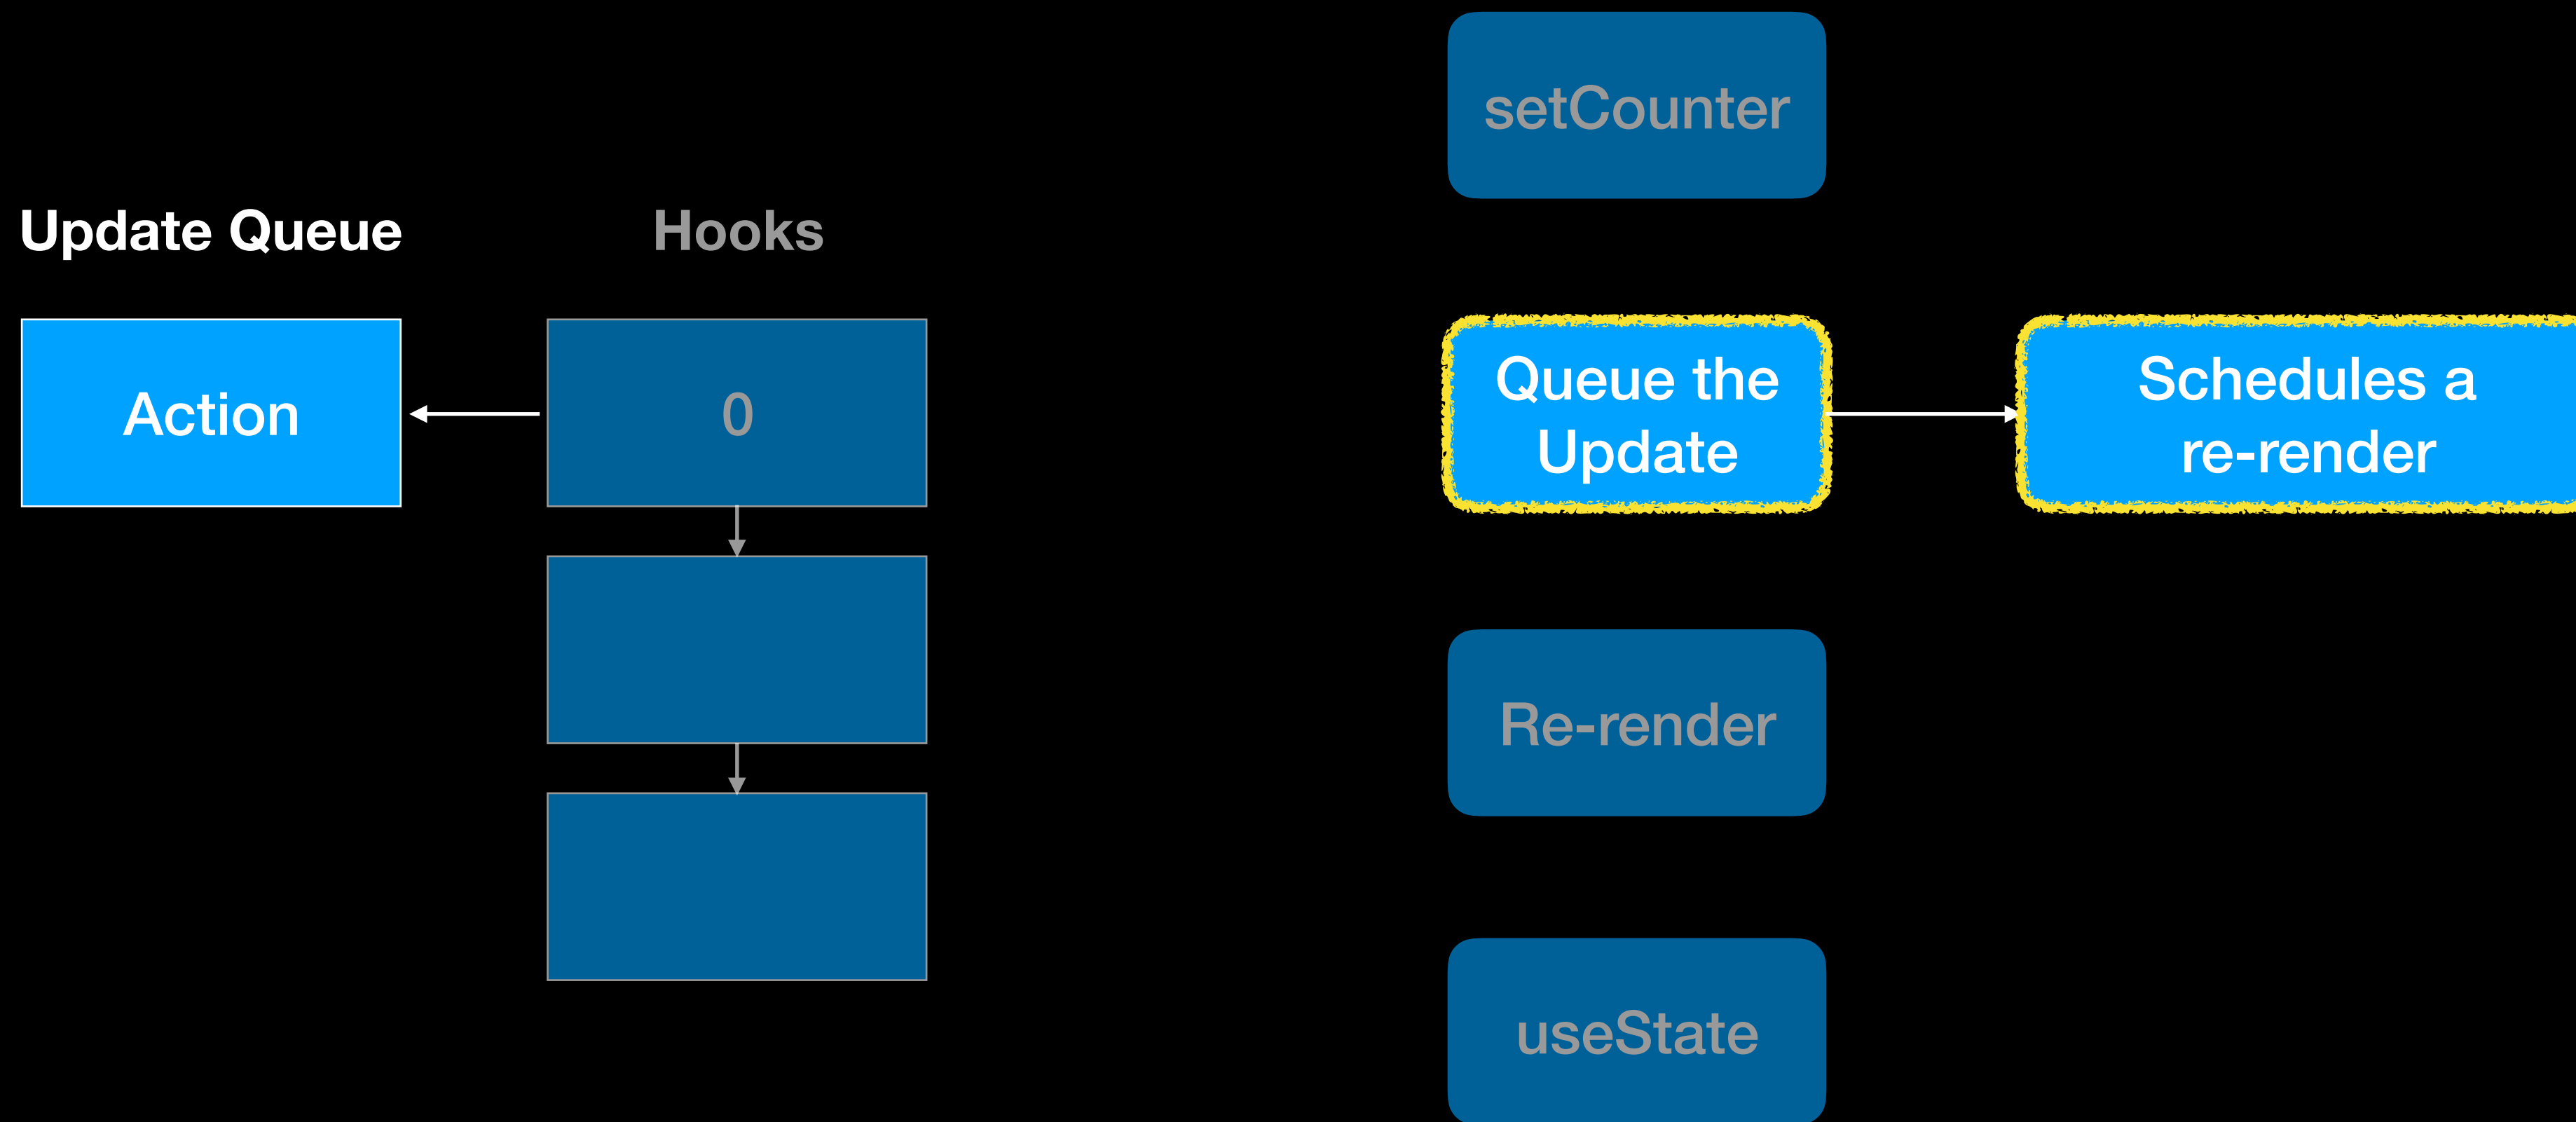 setCounter
Update Queue
Hooks
Action
0
Queue the
Update
Schedules a
re-render
Re-render
useState